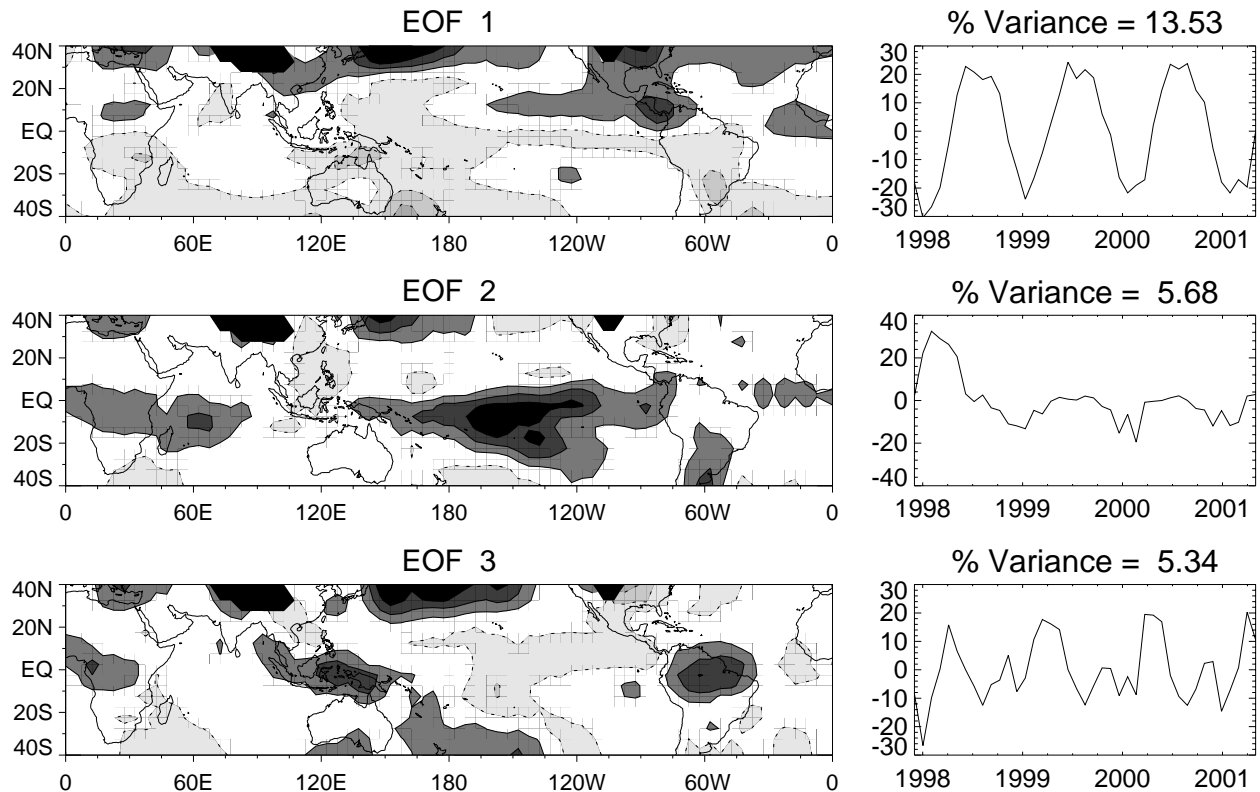 EOF 1
% Variance = 13.53
40N
20N
EQ
20S
40S
0 60E 120E 180 120W 60W 0
30
20
10
0
-10
-20
-30
1998 1999 2000 2001
EOF 2
% Variance = 5.68
40N
20N
EQ
20S
40S
0 60E 120E 180 120W 60W 0
40
20
0
-20
-40
1998 1999 2000 2001
EOF 3
% Variance = 5.34
40N
20N
EQ
20S
40S
0 60E 120E 180 120W 60W 0
30
20
10
0
-10
-20
-30
1998 1999 2000 2001